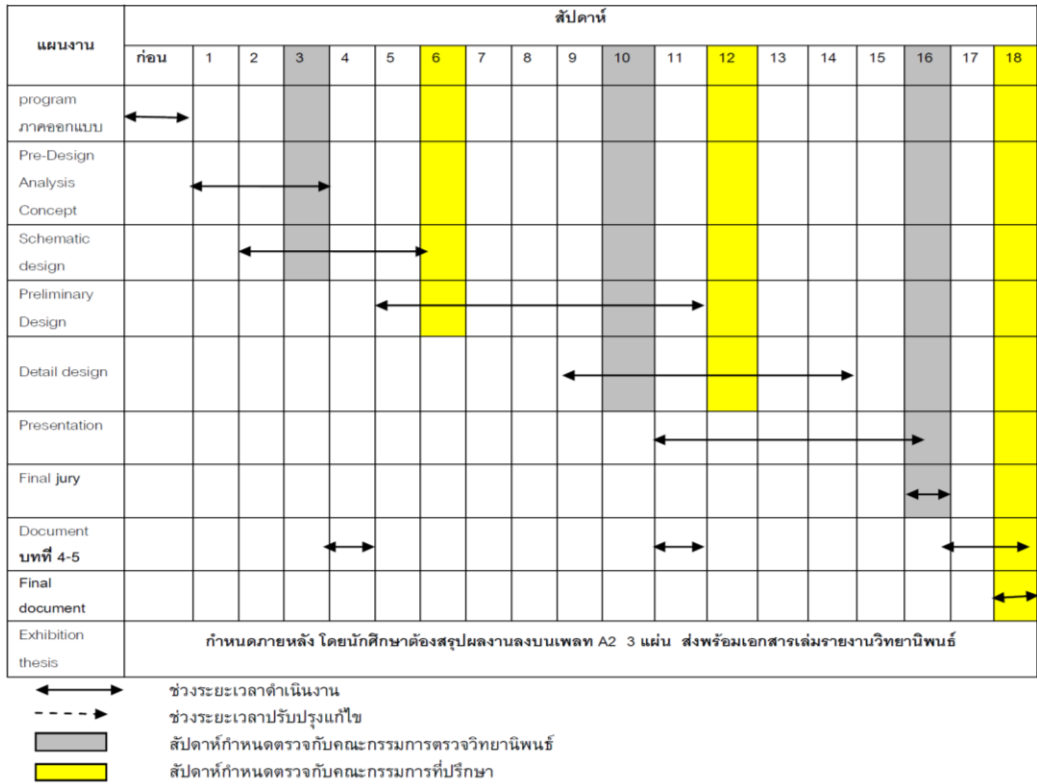 แผนงาน
สัปดาห์
ก่อน 1 2 3 4 5 6 7 8 9 10 11 12 13 14 15 16 17 18
program
ภาคออกแบบ
Pre-Design
Analysis
Concept
Schematic
design
Preliminary
Design
Detail design
Presentation
Final jury
Document
บทที่ 4-5
Final
document
Exhibition
thesis
กำหนดภายหลัง โดยนักศึกษาต้องสรุปผลงานลงบนเพลท A2 3 แผ่น ส่งพร้อมเอกสารเล่มรายงานวิทยานิพนธ์
ช่วงระยะเวลาดำเนินงาน
ช่วงระยะเวลาปรับปรุงแก้ไข
สัปดาห์กำหนดตรวจกับคณะกรรมการตรวจวิทยานิพนธ์
สัปดาห์กำหนดตรวจกับคณะกรรมการที่ปรึกษา